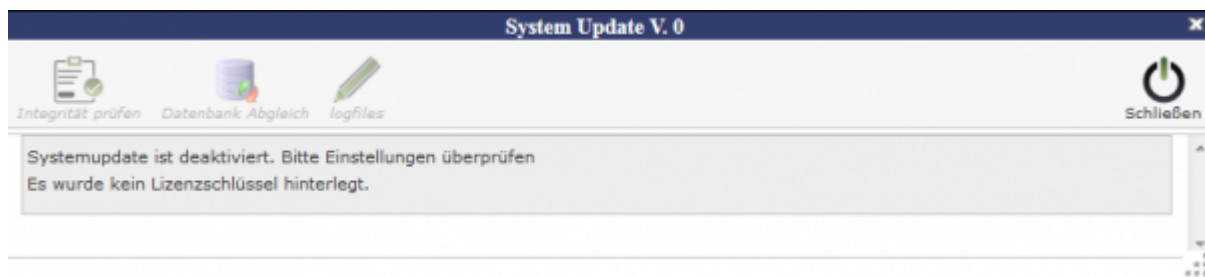 System Update V. 0
Integrität prüfen Datenbank Abgleich logfiles
Schließen
Systemupdate ist deaktiviert. Bitte Einstellungen überprüfen
Es wurde kein Lizenzschlüssel hinterlegt.